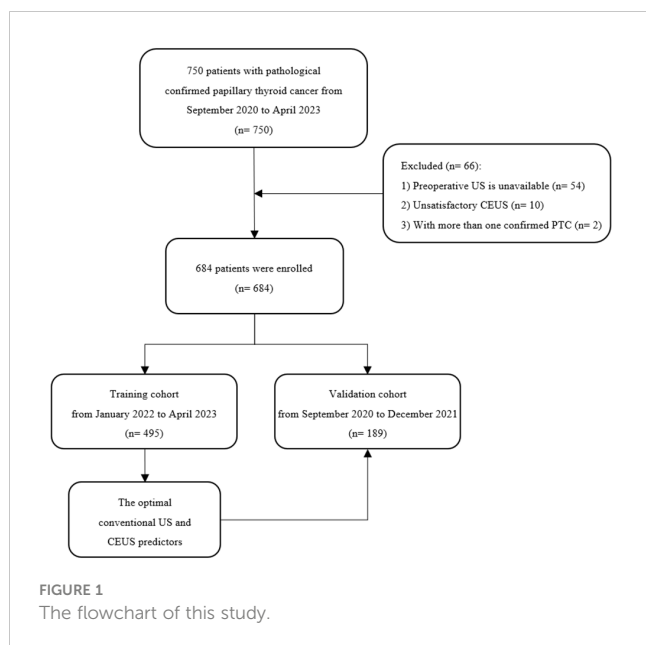 750 patients with pathological
confirmed papillary thyroid cancer from
September 2020 to April 2023
(n= 750)
Excluded (n= 66):
1) Preoperative US is unavailable (n= 54)
2) Unsatisfactory CEUS (n= 10)
3) With more than one confirmed PTC (n= 2)
684 patients were enrolled
(n= 684)
Training cohort
from January 2022 to April 2023
(n= 495)
Validation cohort
from September 2020 to December 2021
(n= 189)
The optimal
conventional US and
CEUS predictors
FIGURE 1
The flowchart of this study.